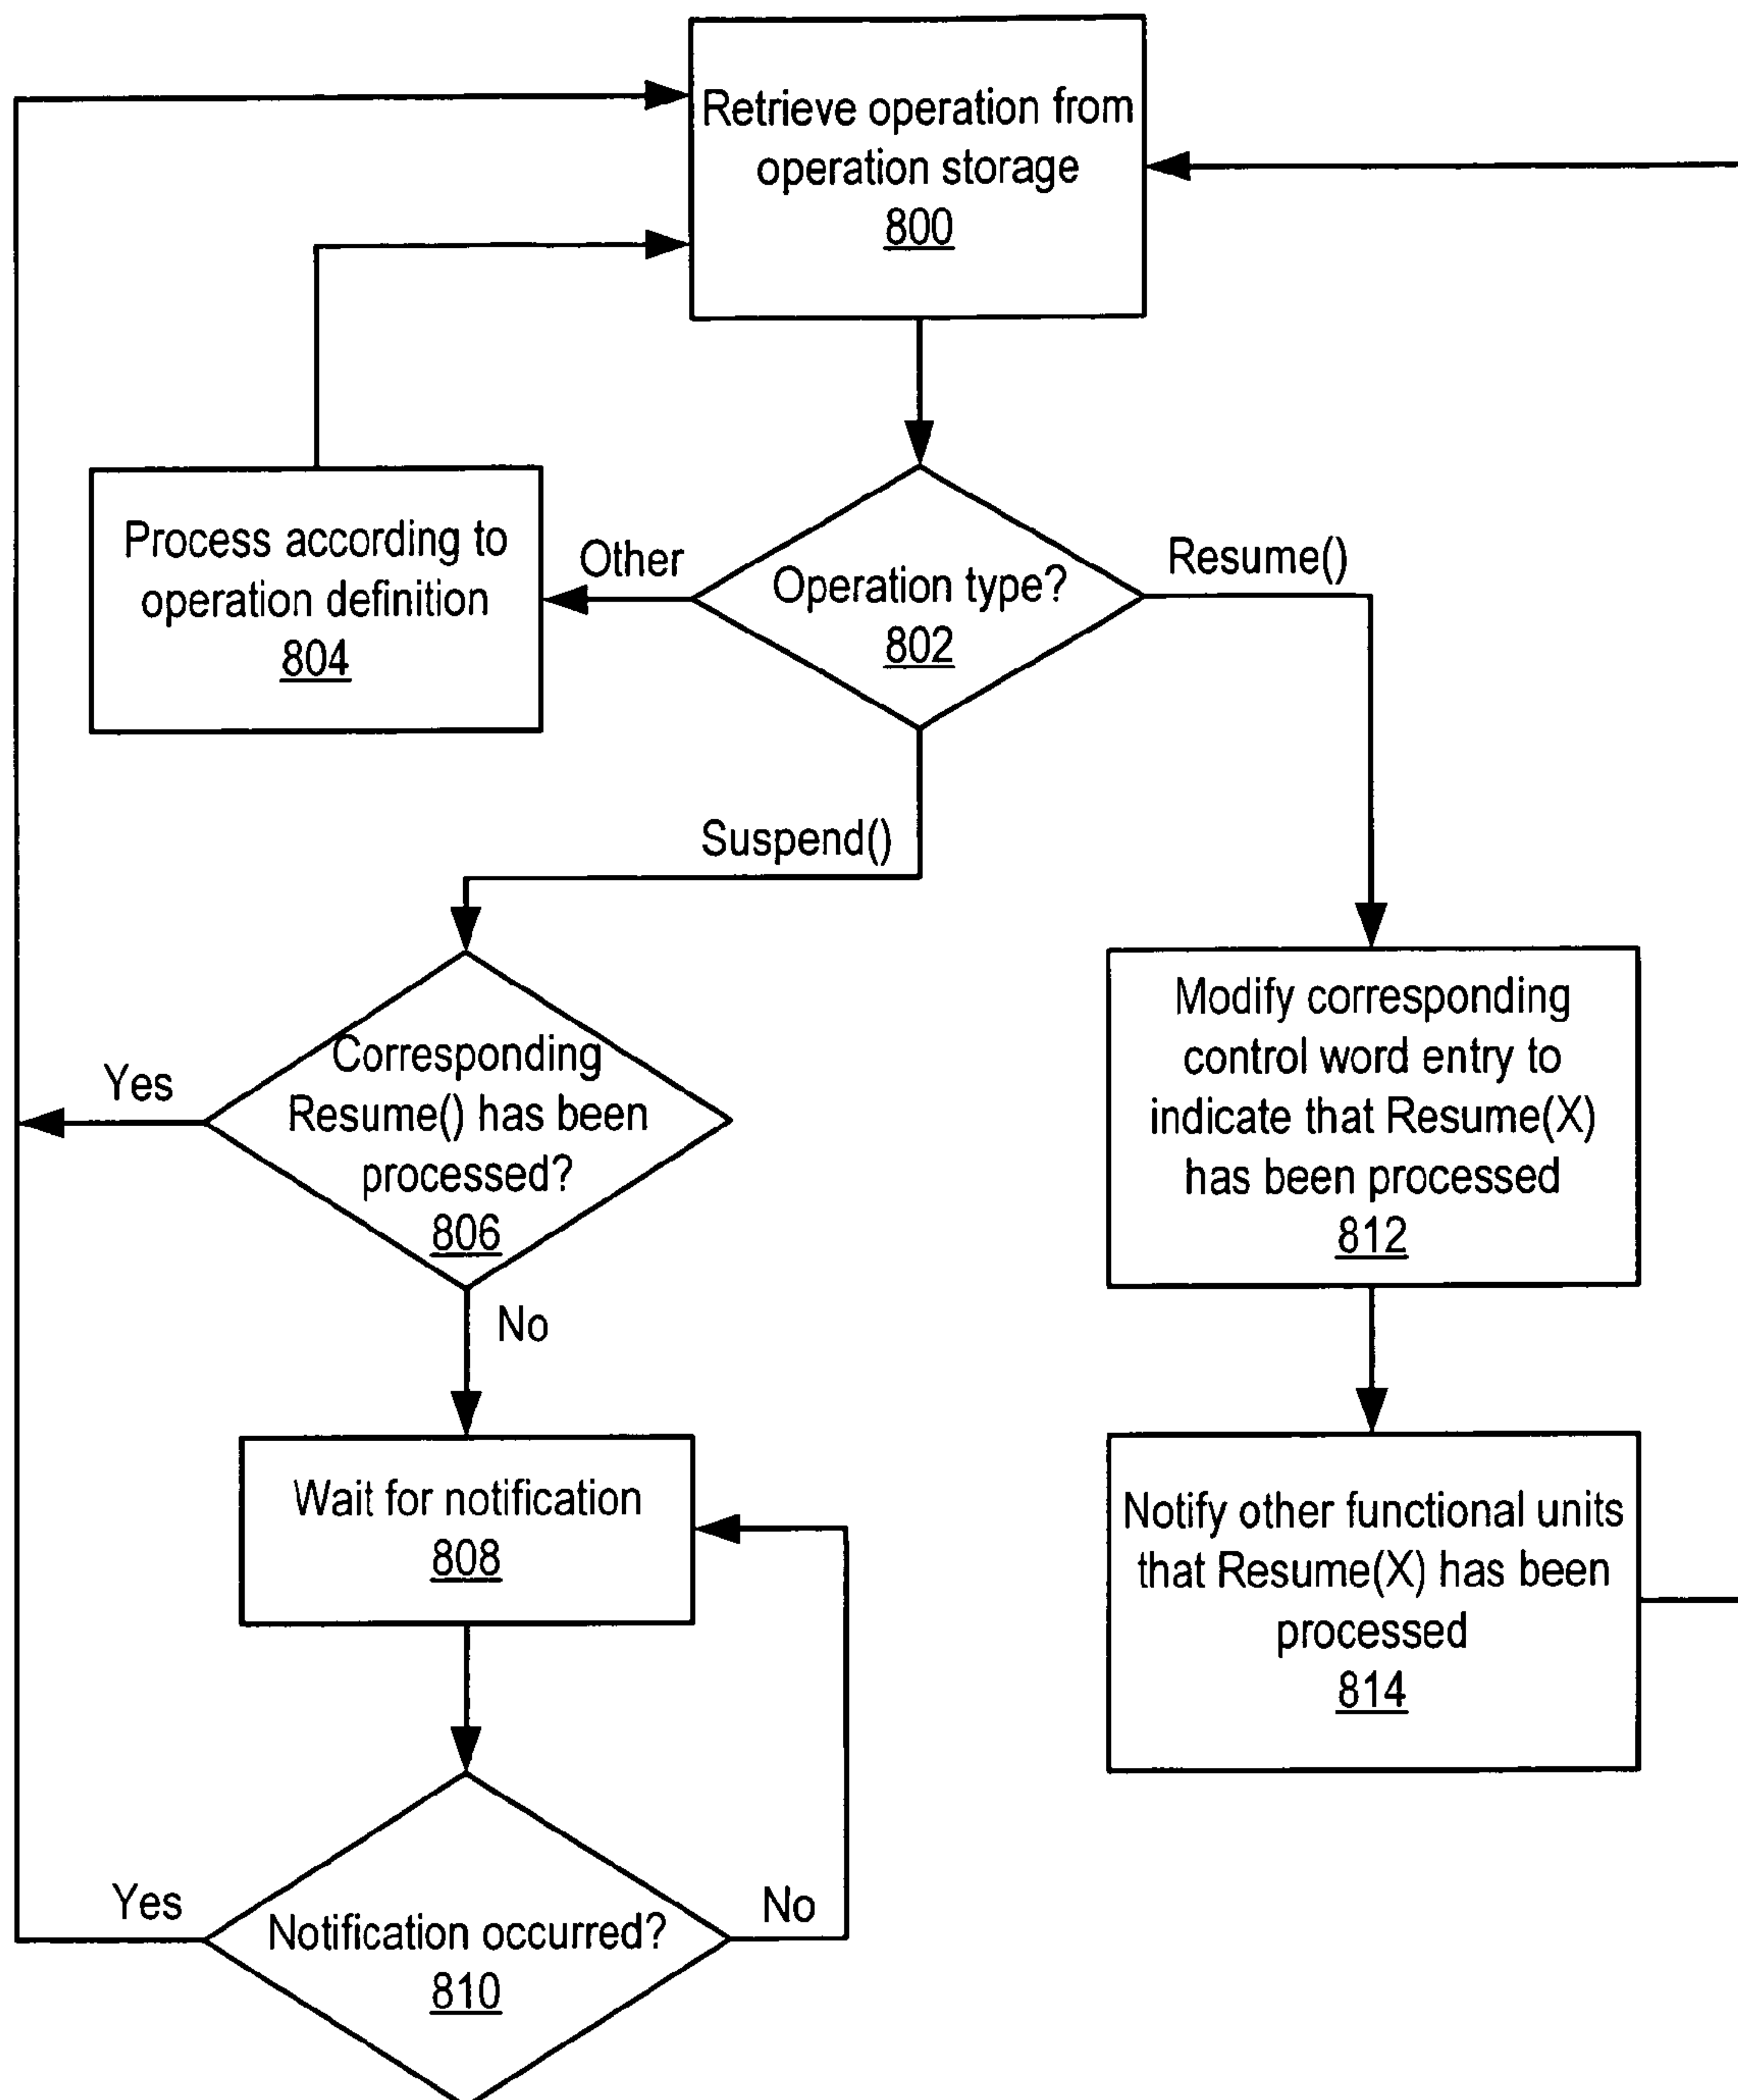 Retrieve operation from
operation storage
800
Process according to
operation definition
804
Other
Operation type?
802
Resume()
Suspend()
Corresponding
Resume() has been
processed?
806
Yes
No
Modify corresponding
control word entry to
indicate that Resume(X)
has been processed
812
Wait for notification
808
Notify other functional units
that Resume(X) has been
processed
814
Yes
Notification occurred?
810
No